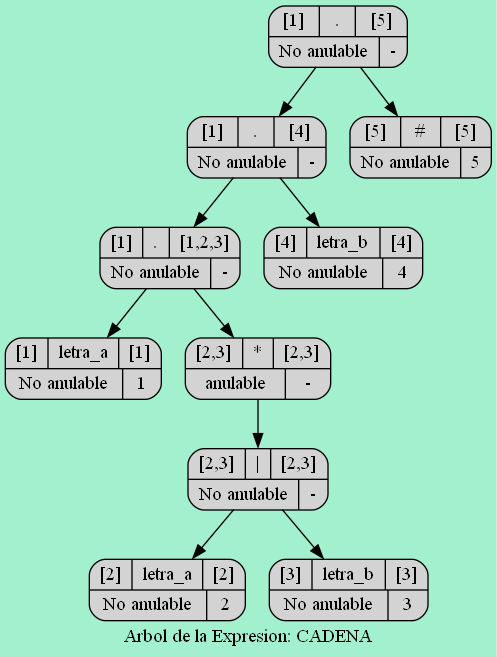 [1] . [5]
No anulable -
[1] . [4]
No anulable -
[5] # [5]
No anulable 5
[1] . [1,2,3]
No anulable -
[4] letra_b [4]
No anulable 4
[1] letra_a [1]
No anulable 1
[2,3] * [2,3]
anulable -
[2,3] | [2,3]
No anulable -
[2] letra_a [2]
No anulable 2
[3] letra_b [3]
No anulable 3
Arbol de la Expresion: CADENA